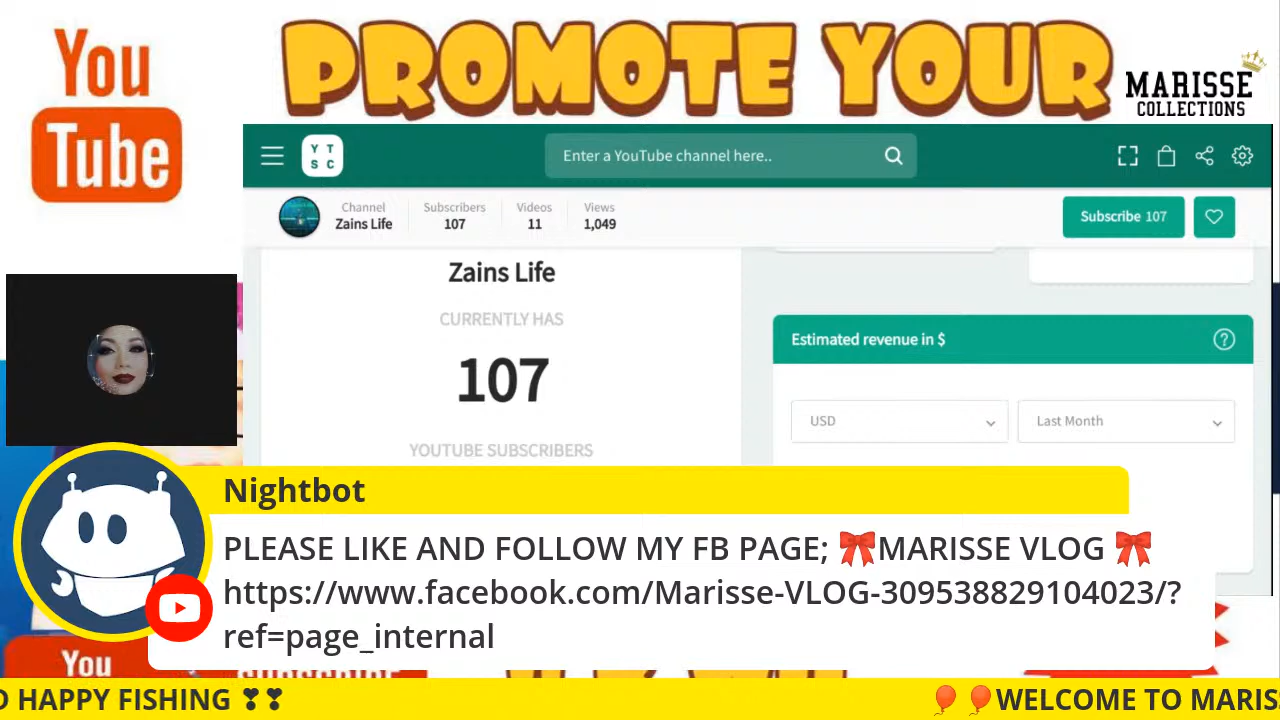 You
Tube
PROMOTE YOUR
MARISSE
COLLECTIONS
Y T
S C
Enter a YouTube channel here..
Channel
Zains Life
Subscribers
107
Videos
11
Views
1,049
Subscribe 107
Zains Life
CURRENTLY HAS
107
YOUTUBE SUBSCRIBERS
Estimated revenue in $
USD
Last Month
Nightbot
PLEASE LIKE AND FOLLOW MY FB PAGE; 🎀MARISSE VLOG 🎀
https://www.facebook.com/Marisse-VLOG-309538829104023/?
ref=page_internal
You
D HAPPY FISHING ❣❣
🎈🎈WELCOME TO MARIS